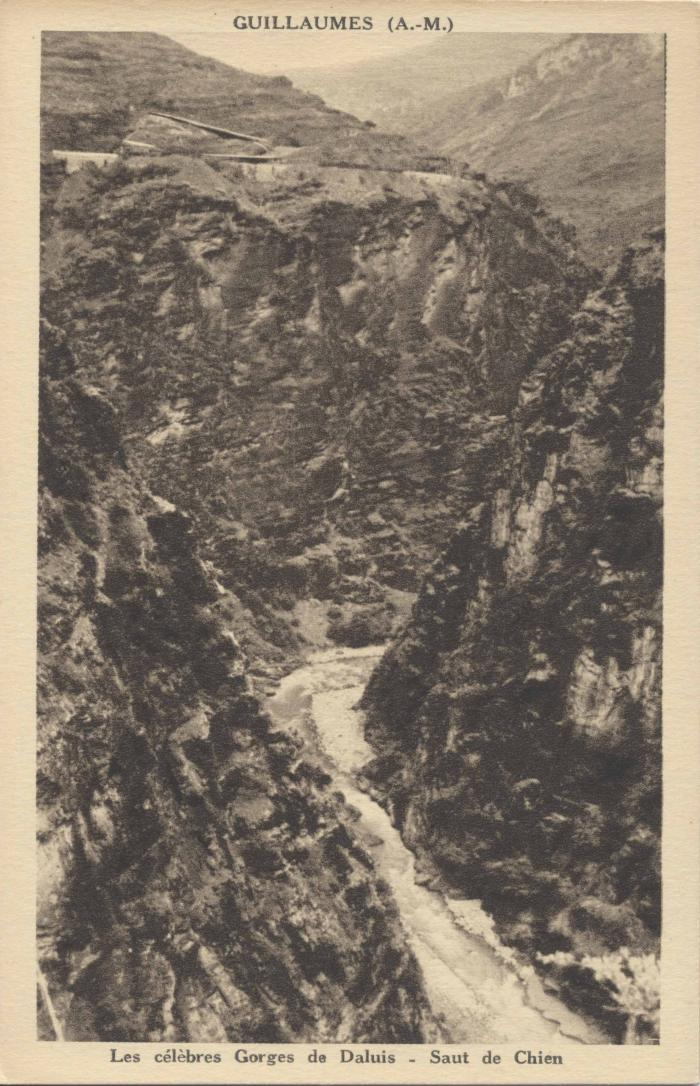 GUILLAUMES (A.-M.)
Les célèbres Gorges de Daluis - Saut de Chien